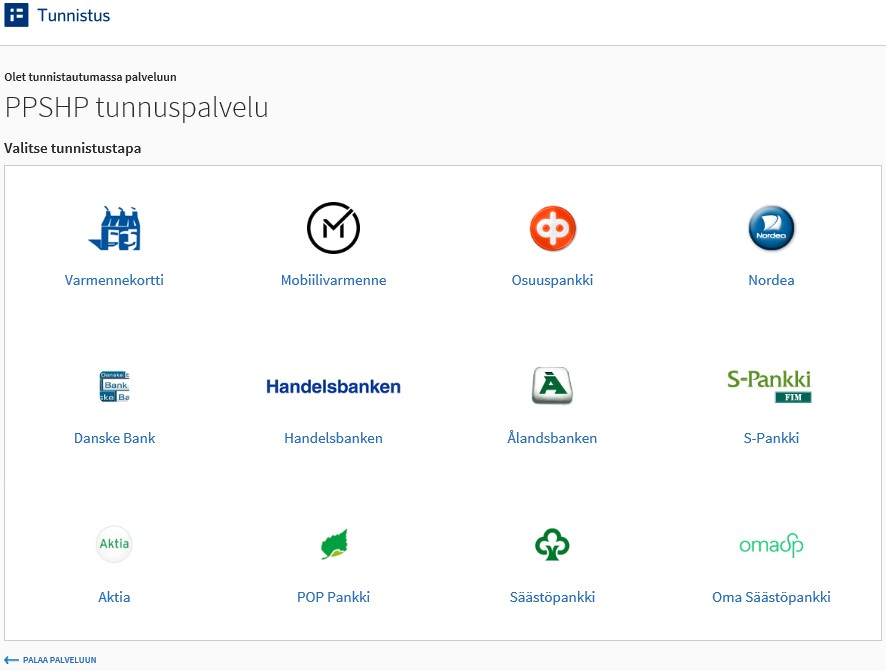 Tunnistus
Olet tunnistautumassa palveluun
PPSHP tunnuspalvelu
Valitse tunnistustapa
Varmennekortti
M
Mobiilivarmenne
Osuuspankki
Nordea
Nordea
Danske Bank
Danske Bank
Handelsbanken
Handelsbanken
Ålandsbanken
S-Pankki
FIM
S-Pankki
Aktia
Aktia
POP Pankki
Säästöpankki
omasp
Oma Säästöpankki
PALAA PALVELUUN